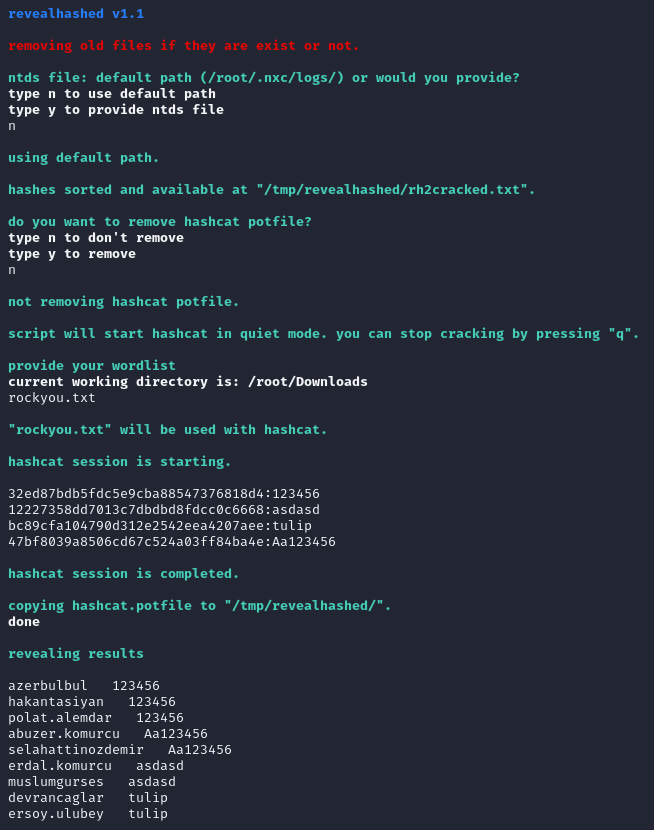 revealhashed v1.1
removing old files if they are exist or not.
ntds file: default path (/root/.nxc/logs/) or would you provide?
type n to use default path
type y to provide ntds file
n
using default path.
hashes sorted and available at "/tmp/revealhashed/rh2cracked.txt".
do you want to remove hashcat potfile?
type n to don't remove
type y to remove
n
not removing hashcat potfile.
script will start hashcat in quiet mode. you can stop cracking by pressing "q".
provide your wordlist
current working directory is: /root/Downloads
rockyou.txt
"rockyou.txt" will be used with hashcat.
hashcat session is starting.
32ed87bdb5fdc5e9cba88547376818d4:123456
12227358dd7013c7dbdbd8fdcc0c6668:asdasd
bc89cfa104790d312e2542eea4207aee:tulip
47bf8039a8506cd67c524a03ff84ba4e:Aa123456
hashcat session is completed.
copying hashcat.potfile to "/tmp/revealhashed/".
done
revealing results
azerbulbul   123456
hakantasiyan   123456
polat.alemdar   123456
abuzer.komurcu   Aa123456
selahattinozdemir   Aa123456
erdal.komurcu   asdasd
muslumgurses   asdasd
devrancaglar   tulip
ersoy.ulubey   tulip